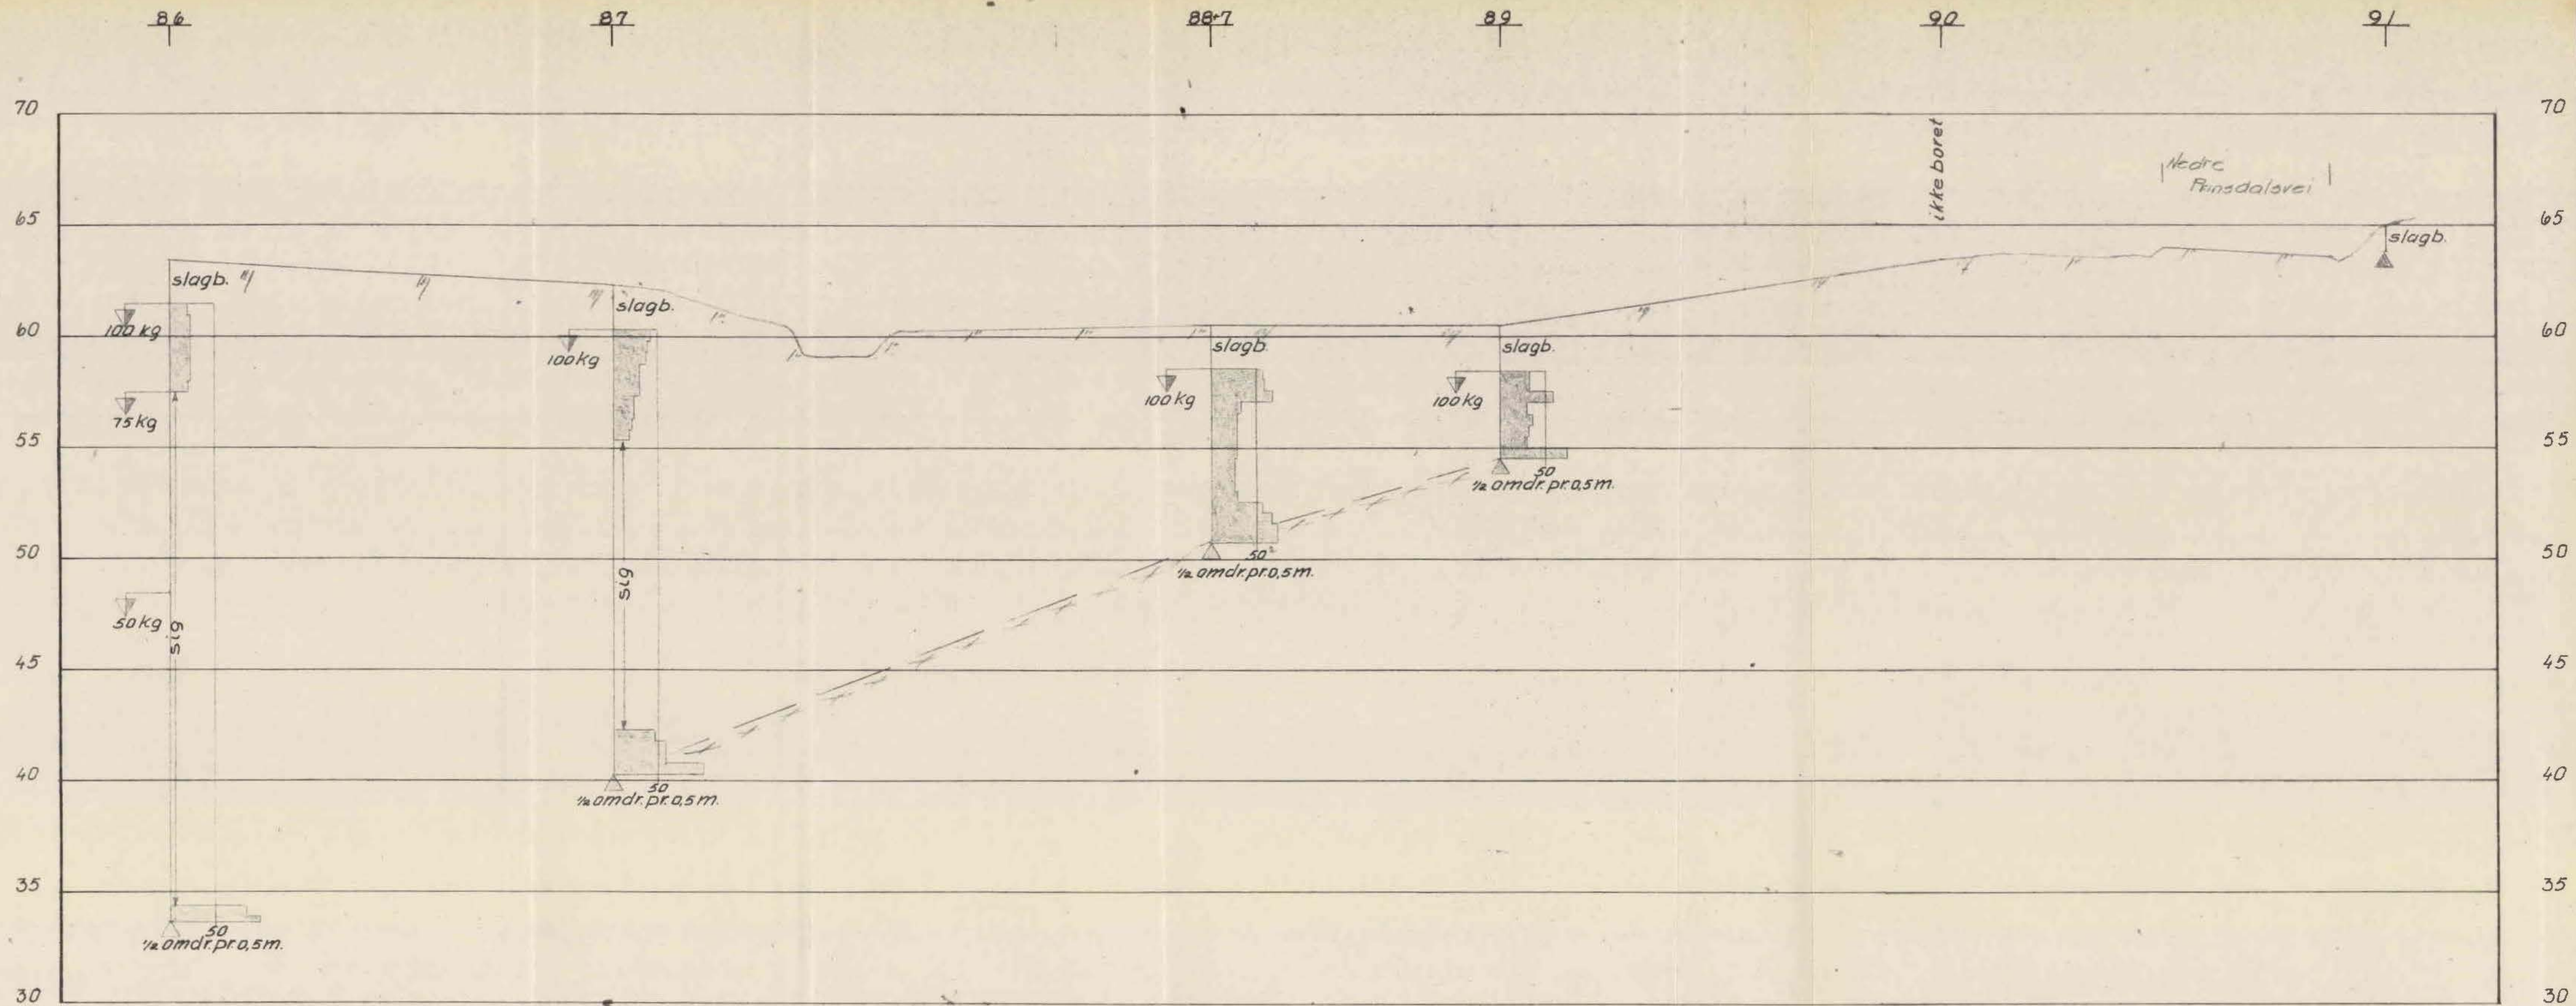 86 87 88+7 89 90 91
70 70
ikke boret
Nedre
Prinsdalsvei
65 65
slagb.
slagb.
slagb.
100 kg
60 60
100 kg
slagb.
slagb.
100 kg
100 kg
75 kg
55 55
50
½ omdr. pr. 0,5 m.
50 50
50
½ omdr. pr. 0,5 m.
sig
50 kg
sig
45 45
40 40
50
½ omdr. pr. 0,5 m.
35 35
50
½ omdr. pr. 0,5 m.
30 30